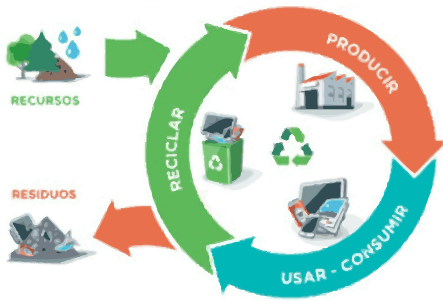 RECURSOS
PRODUCIR
RECICLAR
RESIDUOS
USAR - CONSUMIR